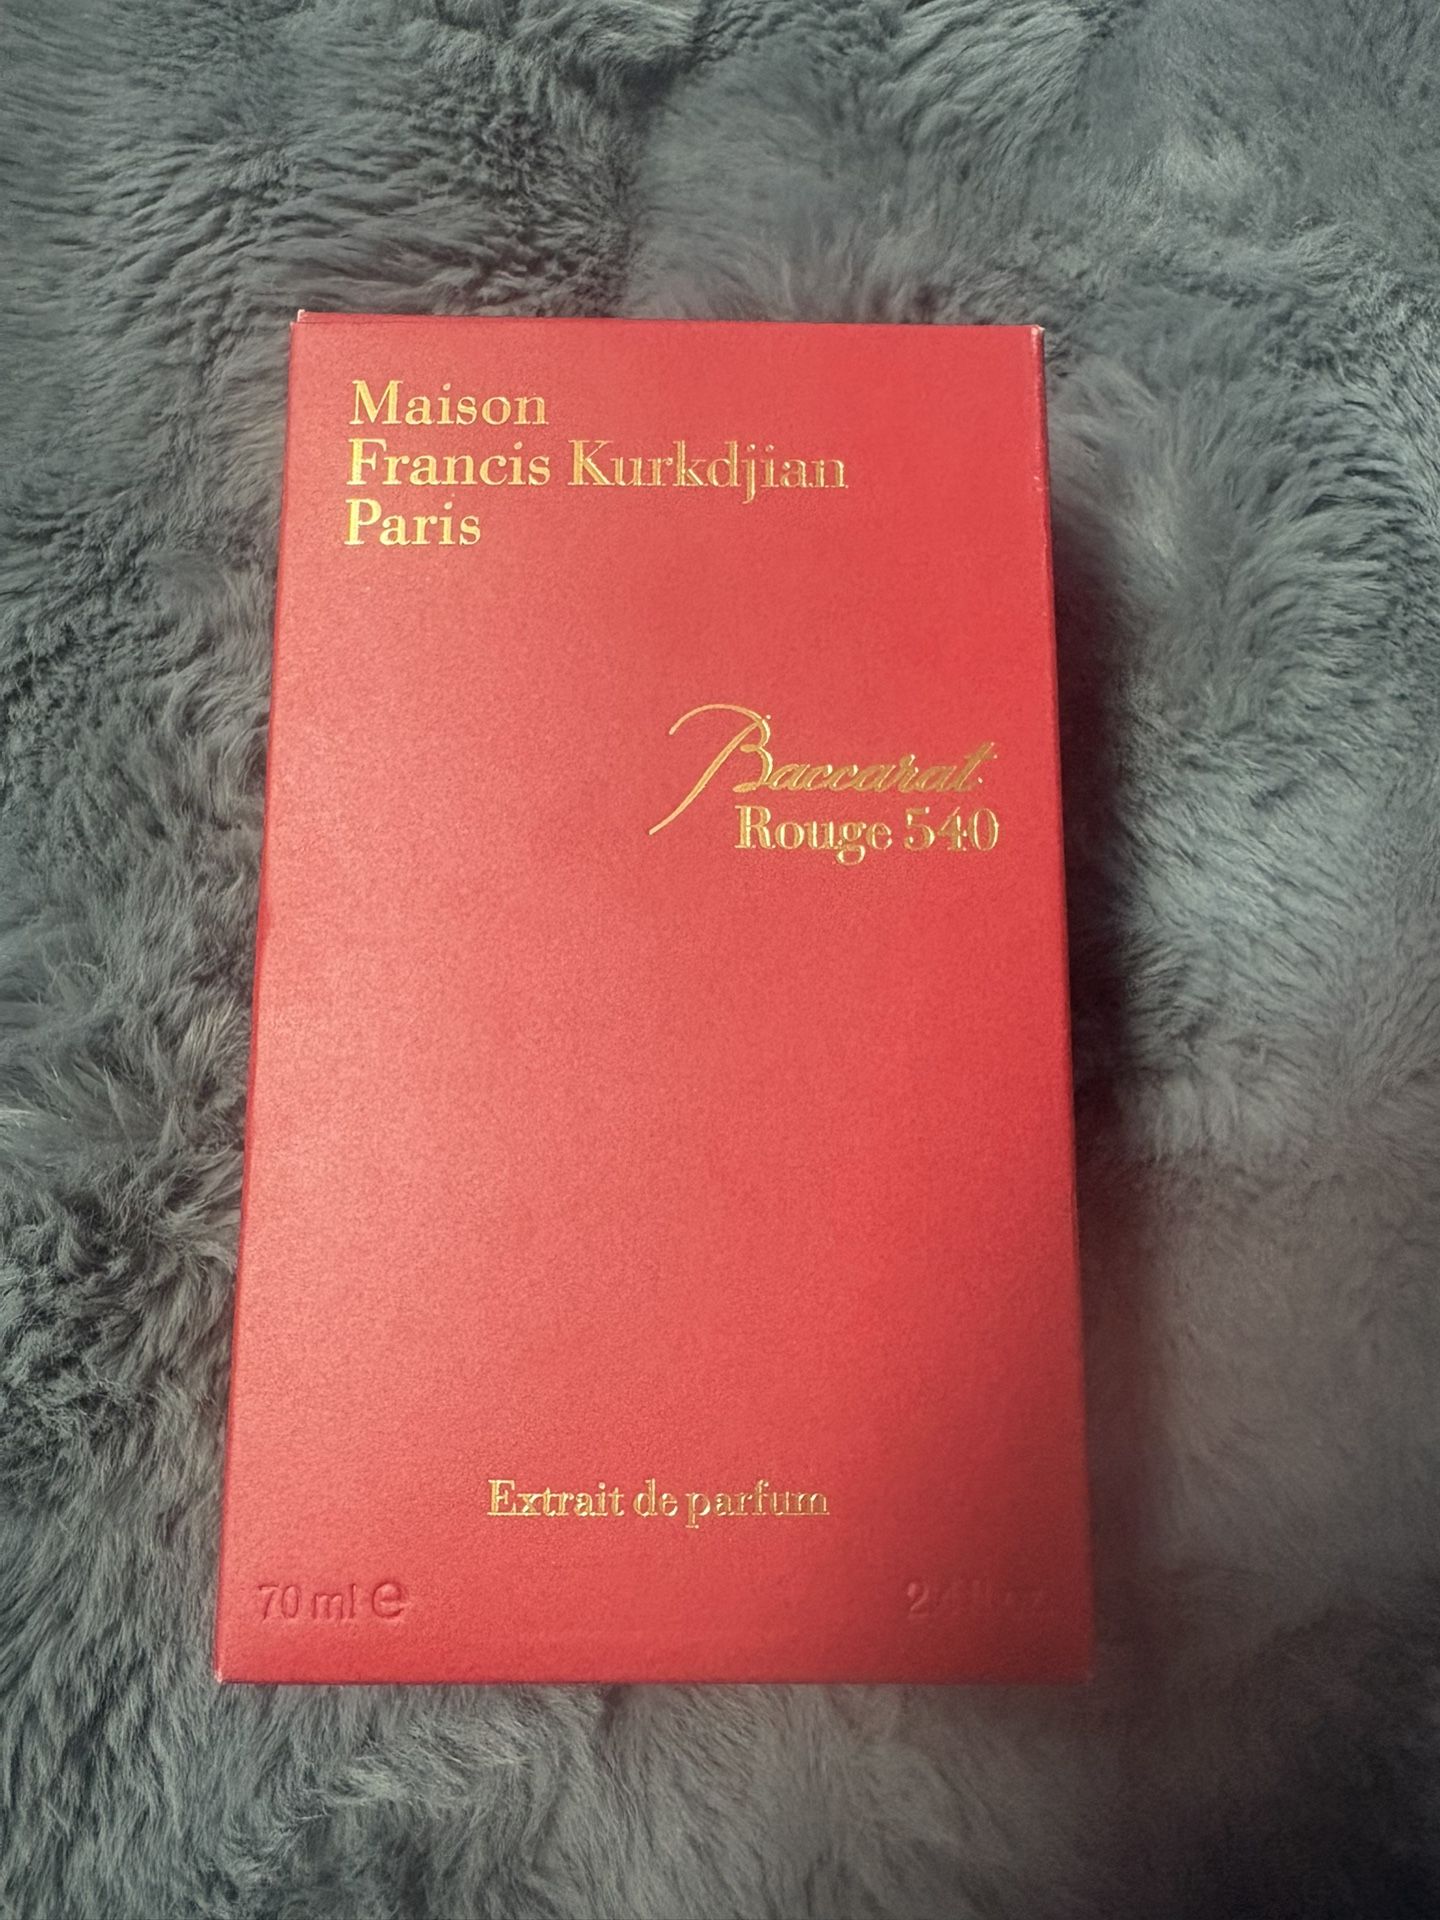 Maison
Francis Kurkdjian
Paris
Baccarat
Rouge 540
Extrait de parfum
70 ml e